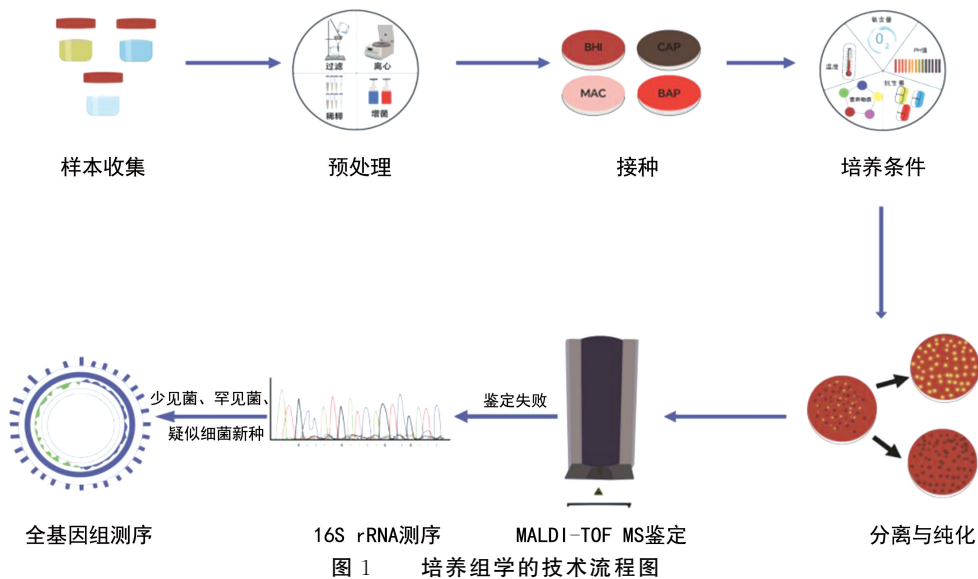 过滤
离心
稀释
增菌
BHI
CAP
MAC
BAP
氧含量
O₂
PH值
温度
抗生素
营养物质
样本收集
预处理
接种
培养条件
少见菌、罕见菌、
疑似细菌新种
鉴定失败
全基因组测序
16S rRNA测序
MALDI-TOF MS鉴定
分离与纯化
图 1 培养组学的技术流程图